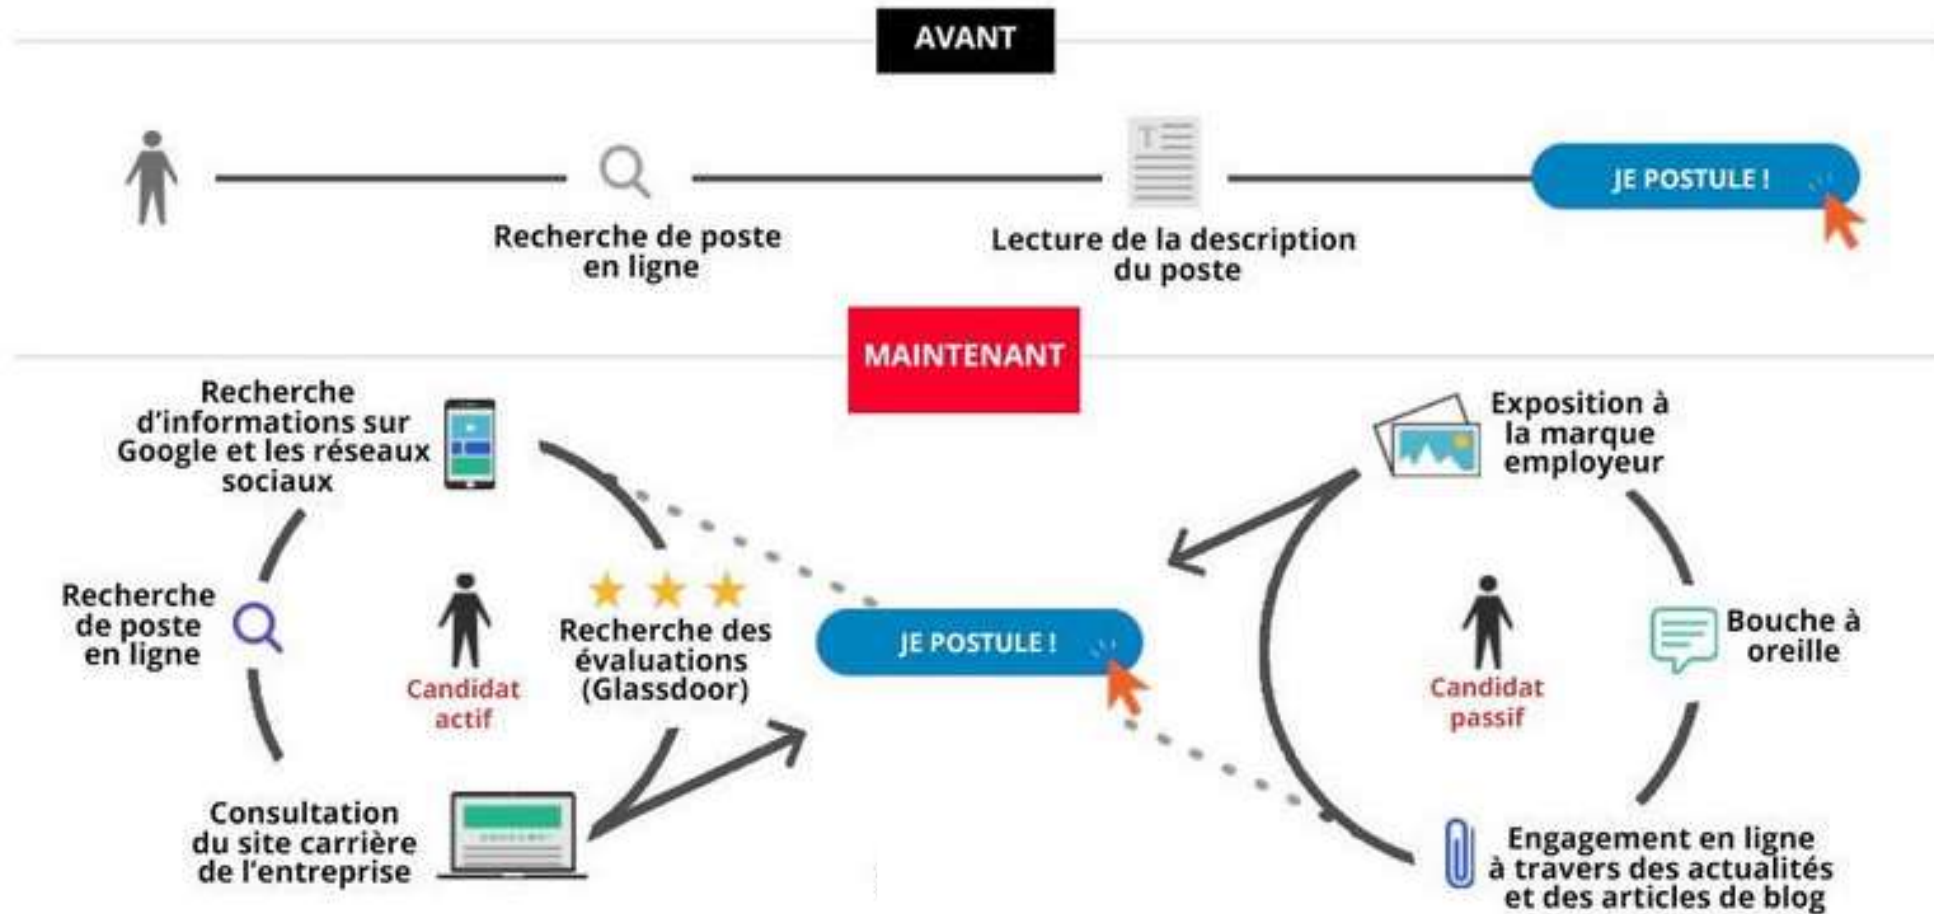 AVANT
Recherche de poste
en ligne
T
Lecture de la description
du poste
JE POSTULE !
MAINTENANT
Recherche
d'informations sur
Google et les réseaux
sociaux
Recherche
de poste
en ligne
Candidat
actif
Recherche des
évaluations
(Glassdoor)
Consultation
du site carrière
de l'entreprise
JE POSTULE !
Exposition à
la marque
employeur
Bouche à
oreille
Candidat
passif
Engagement en ligne
à travers des actualités
et des articles de blog